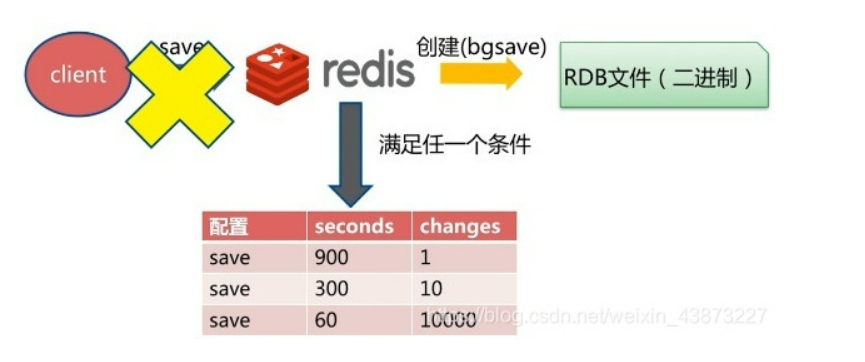 client
save
redis
创建(bgsave)
RDB文件（二进制）
满足任一个条件
配置 seconds changes
save 900 1
save 300 10
save 60 10000
https://blog.csdn.net/weixin_43873227